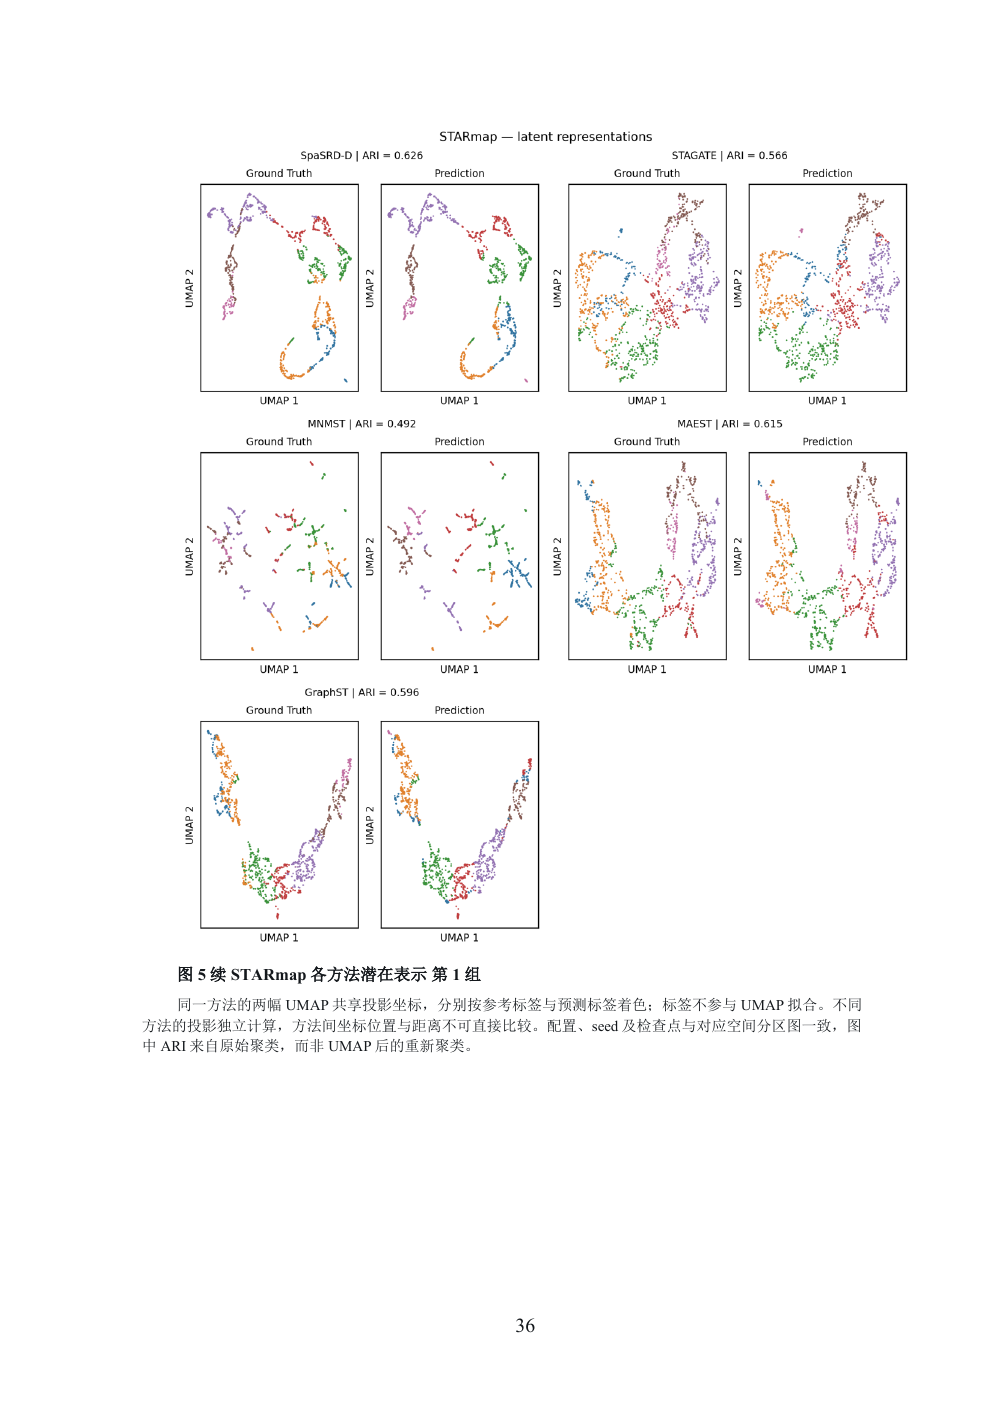 STARmap — latent representations
SpaSRD-D | ARI = 0.626
STAGATE | ARI = 0.566
Ground Truth
Prediction
Ground Truth
Prediction
UMAP 2
UMAP 2
UMAP 2
UMAP 2
UMAP 1
UMAP 1
UMAP 1
UMAP 1
MNMST | ARI = 0.492
MAEST | ARI = 0.615
Ground Truth
Prediction
Ground Truth
Prediction
UMAP 2
UMAP 2
UMAP 2
UMAP 2
UMAP 1
UMAP 1
UMAP 1
UMAP 1
GraphST | ARI = 0.596
Ground Truth
Prediction
UMAP 2
UMAP 2
UMAP 1
UMAP 1
图 5 续 STARmap 各方法潜在表示 第 1 组
同一方法的两幅 UMAP 共享投影坐标，分别按参考标签与预测标签着色；标签不参与 UMAP 拟合。不同
方法的投影独立计算，方法间坐标位置与距离不可直接比较。配置、seed 及检查点与对应空间分区图一致，图
中 ARI 来自原始聚类，而非 UMAP 后的重新聚类。
36